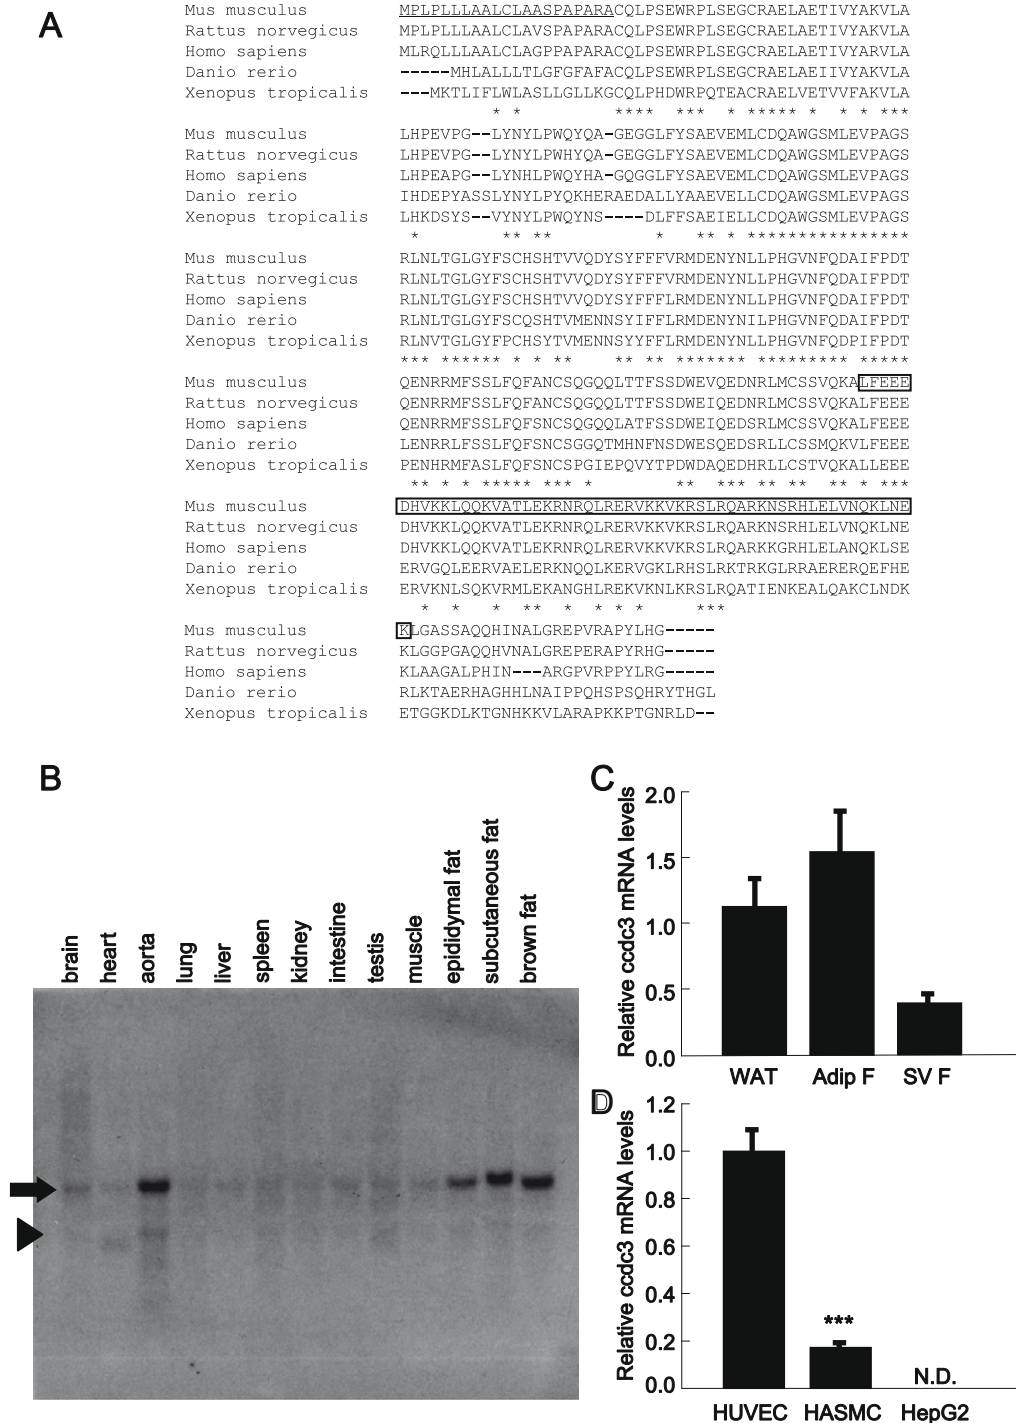 A
Mus musculus MPLPLLLAALCLAASPAPARACQLPSEWRPLSEGCRAELAETIVYAKVLA
Rattus norvegicus MPLPLLLAALCLAVSPAPARACQLPSEWRPLSEGCRAELAETIVYAKVLA
Homo sapiens MLRQLLLAALCLAGPPAPARACQLPSEWRPLSEGCRAELAETIVYARVLA
Danio rerio -----MHLALLLTLGFGFAFACQLPSEWRPLSEGCRAELAEIIVYAKVLA
Xenopus tropicalis ---MKTLIFLWLASLLGLLKGCQLPHDWRPQTEACRAELVETVVFAKVLA
* * **** *** ** ***** * * ****
Mus musculus LHPEVPG--LYNYLPWQYQA-GEGGLFYSAEVEMLCDQAWGSMLEVPAGS
Rattus norvegicus LHPEVPG--LYNYLPWHYQA-GEGGLFYSAEVEMLCDQAWGSMLEVPAGS
Homo sapiens LHPEAPG--LYNHLPWQYHA-GQGGLFYSAEVEMLCDQAWGSMLEVPAGS
Danio rerio IHDEPYASSLYNYLPYQKHERAEDALLYAAEVELLCDQAWGSMLEVPAGS
Xenopus tropicalis LHKDSYS--VYNYLPWQYNS----DLFFSAEIELLCDQAWGSMLEVPAGS
* ** ** * ** * ****************
Mus musculus RLNLTGLGYFSCHSHTVVQDYSYFFFVRMDENYNLLPHGVNFQDAIFPDT
Rattus norvegicus RLNLTGLGYFSCHSHTVVQDYSYFFFVRMDENYNLLPHGVNFQDAIFPDT
Homo sapiens RLNLTGLGYFSCHSHTVVQDYSYFFFLRMDENYNLLPHGVNFQDAIFPDT
Danio rerio RLNLTGLGYFSCQSHTVMENNSYIFFLRMDENYNILPHGVNFQDAIFPDT
Xenopus tropicalis RLNVTGLGYFPCHSYTVMENNSYYFFLRMDENYNLLPHGVNFQDPIFPDT
*** ****** * * ** ** ** ******* ********* *****
Mus musculus QENRRMFSSLFQFANCSQGQQLTTFSSDWEVQEDNRLMCSSVQKALFEEE
Rattus norvegicus QENRRMFSSLFQFANCSQGQQLTTFSSDWEIQEDNRLMCSSVQKALFEEE
Homo sapiens QENRRMFSSLFQFSNCSQGQQLATFSSDWEIQEDSRLMCSSVQKALFEEE
Danio rerio LENRRLFSSLFQFSNCSGGQTMHNFNSDWESQEDSRLLCSSMQKVLFEEE
Xenopus tropicalis PENHRMFASLFQFSNCSPGIEPQVYTPDWDAQEDHRLLCSTVQKALLEEE
** * * ***** *** * ** *** ** ** ** * ***
Mus musculus DHVKKLQQKVATLEKRNRQLRERVKKVKRSLRQARKNSRHLELVNQKLNE
Rattus norvegicus DHVKKLQQKVATLEKRNRQLRERVKKVKRSLRQARKNSRHLELVNQKLNE
Homo sapiens DHVKKLQQKVATLEKRNRQLRERVKKVKRSLRQARKKGRHLELANQKLSE
Danio rerio ERVGQLEERVAELERKNQQLKERVGKLRHSLRKTRKGLRRAERERQEFHE
Xenopus tropicalis ERVKNLSQKVRMLEKANGHLREKVKNLKRSLRQATIENKEALQAKCLNDK
* * * ** * * * * ***
Mus musculus KLGASSAQQHINALGREPVRAPYLHG-----
Rattus norvegicus KLGGPGAQQHVNALGREPERAPYRHG-----
Homo sapiens KLAAGALPHIN---ARGPVRPPYLRG-----
Danio rerio RLKTAERHAGHHLNAIPPQHSPSQHRYTHGL
Xenopus tropicalis ETGGKDLKTGNHKKVLARAPKKPTGNRLD--
B
brain heart aorta lung liver spleen kidney intestine testis muscle epididymal fat subcutaneous fat brown fat
C
Relative ccdc3 mRNA levels
2.0
1.5
1.0
0.5
0.0
WAT Adip F SV F
D
Relative ccdc3 mRNA levels
1.2
1.0
0.8
0.6
0.4
0.2
0.0
***
N.D.
HUVEC HASMC HepG2